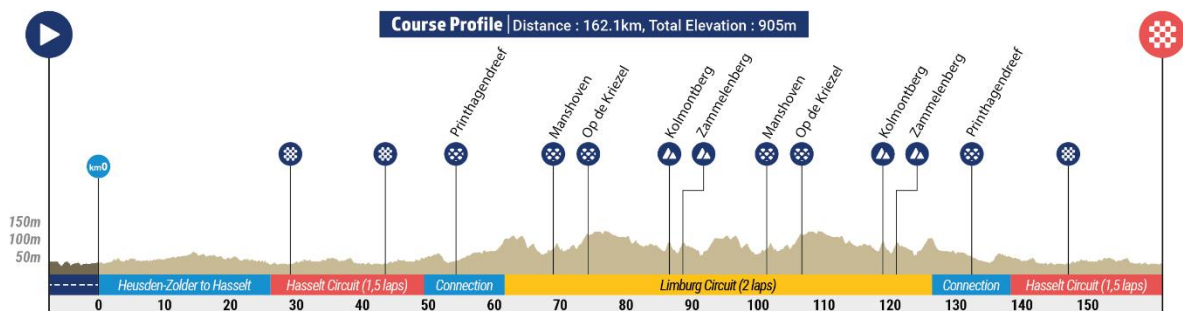 Course Profile | Distance : 162.1km, Total Elevation : 905m
Printhagendreef
Manshoven
Op de Kriezel
Kolmontberg
Zammelenberg
Manshoven
Op de Kriezel
Kolmontberg
Zammelenberg
Printhagendreef
km0
150m
100m
50m
Heusden-Zolder to Hasselt
Hasselt Circuit (1,5 laps)
Connection
Limburg Circuit (2 laps)
Connection
Hasselt Circuit (1,5 laps)
0 10 20 30 40 50 60 70 80 90 100 110 120 130 140 150